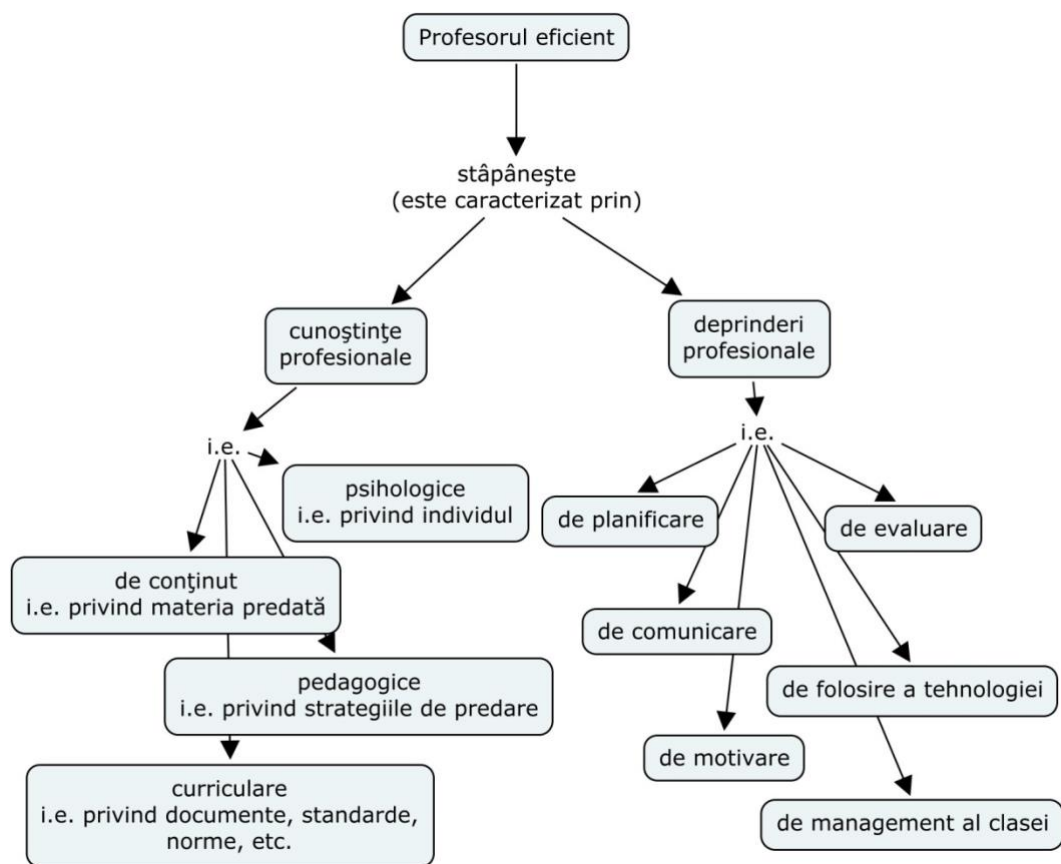 Profesorul eficient
stâpâneşte
(este caracterizat prin)
cunoştinţe
profesionale
deprinderi
profesionale
i.e.
i.e.
psihologice
i.e. privind individul
de planificare
de evaluare
de conţinut
i.e. privind materia predată
de comunicare
pedagogice
i.e. privind strategiile de predare
de folosire a tehnologiei
de motivare
curriculare
i.e. privind documente, standarde,
norme, etc.
de management al clasei